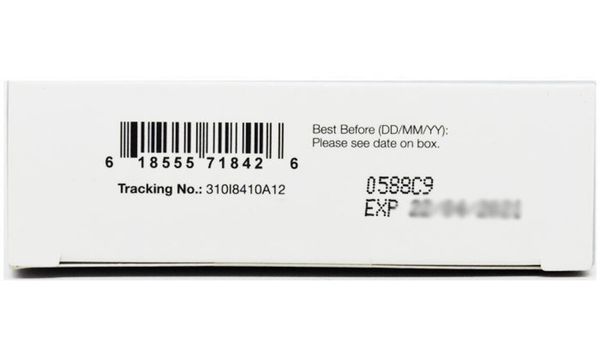 6 18555 71842 6
Tracking No.: 310I8410A12
Best Before (DD/MM/YY):
Please see date on box.
0588C9
EXP